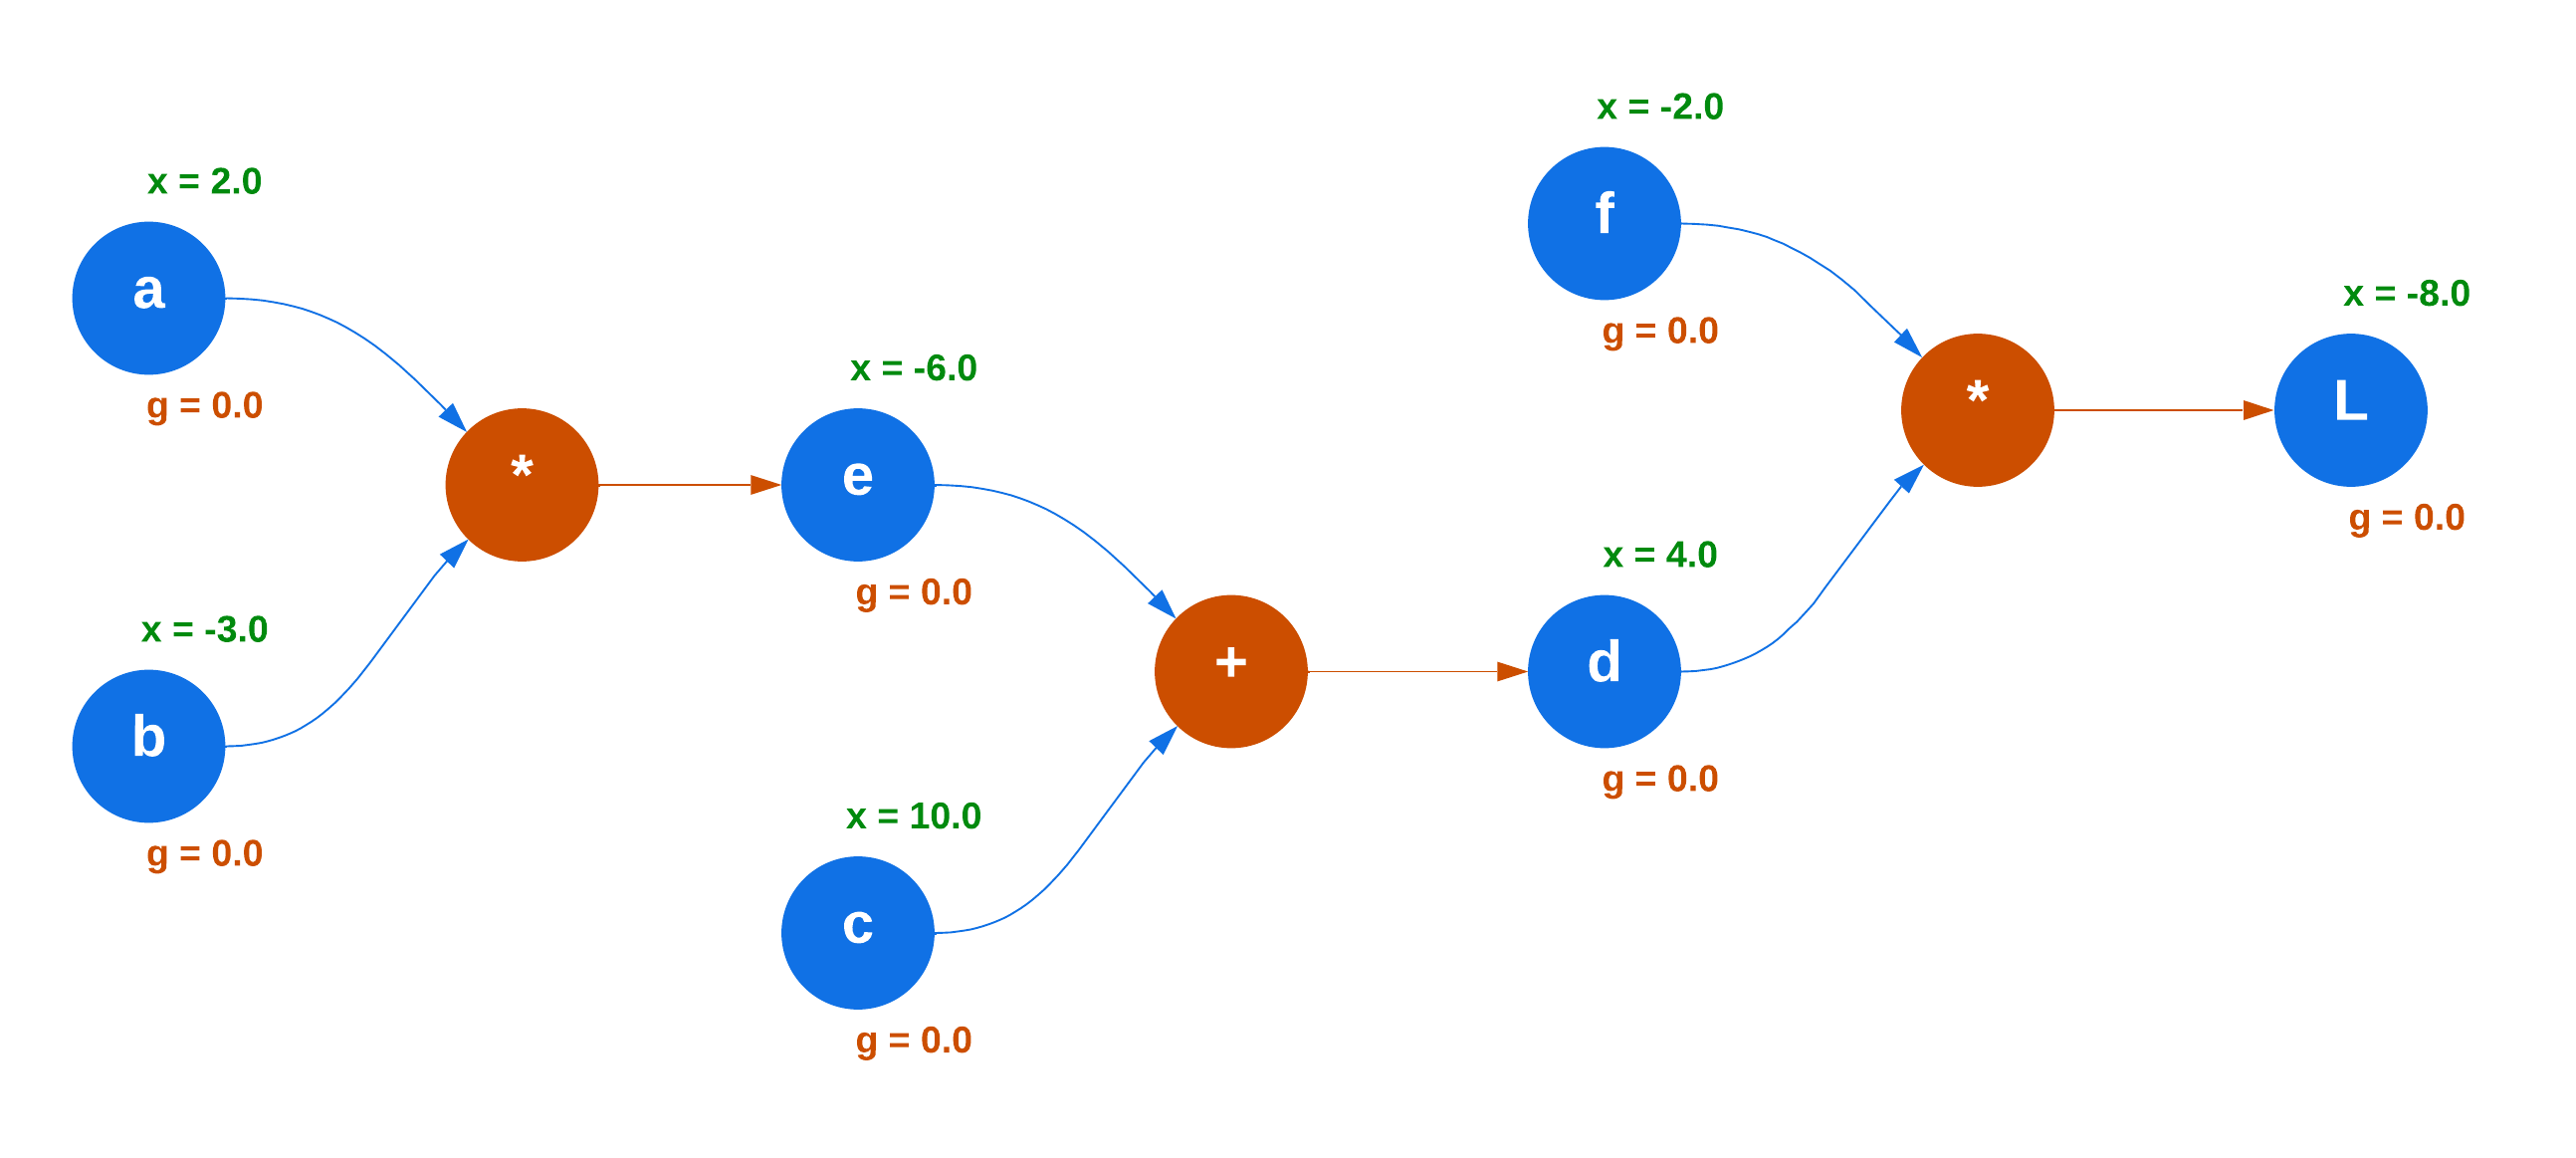 x = 2.0
a
g = 0.0
x = -3.0
b
g = 0.0
*
x = -6.0
e
g = 0.0
x = 10.0
c
g = 0.0
+
x = -2.0
f
g = 0.0
x = 4.0
d
g = 0.0
*
x = -8.0
L
g = 0.0